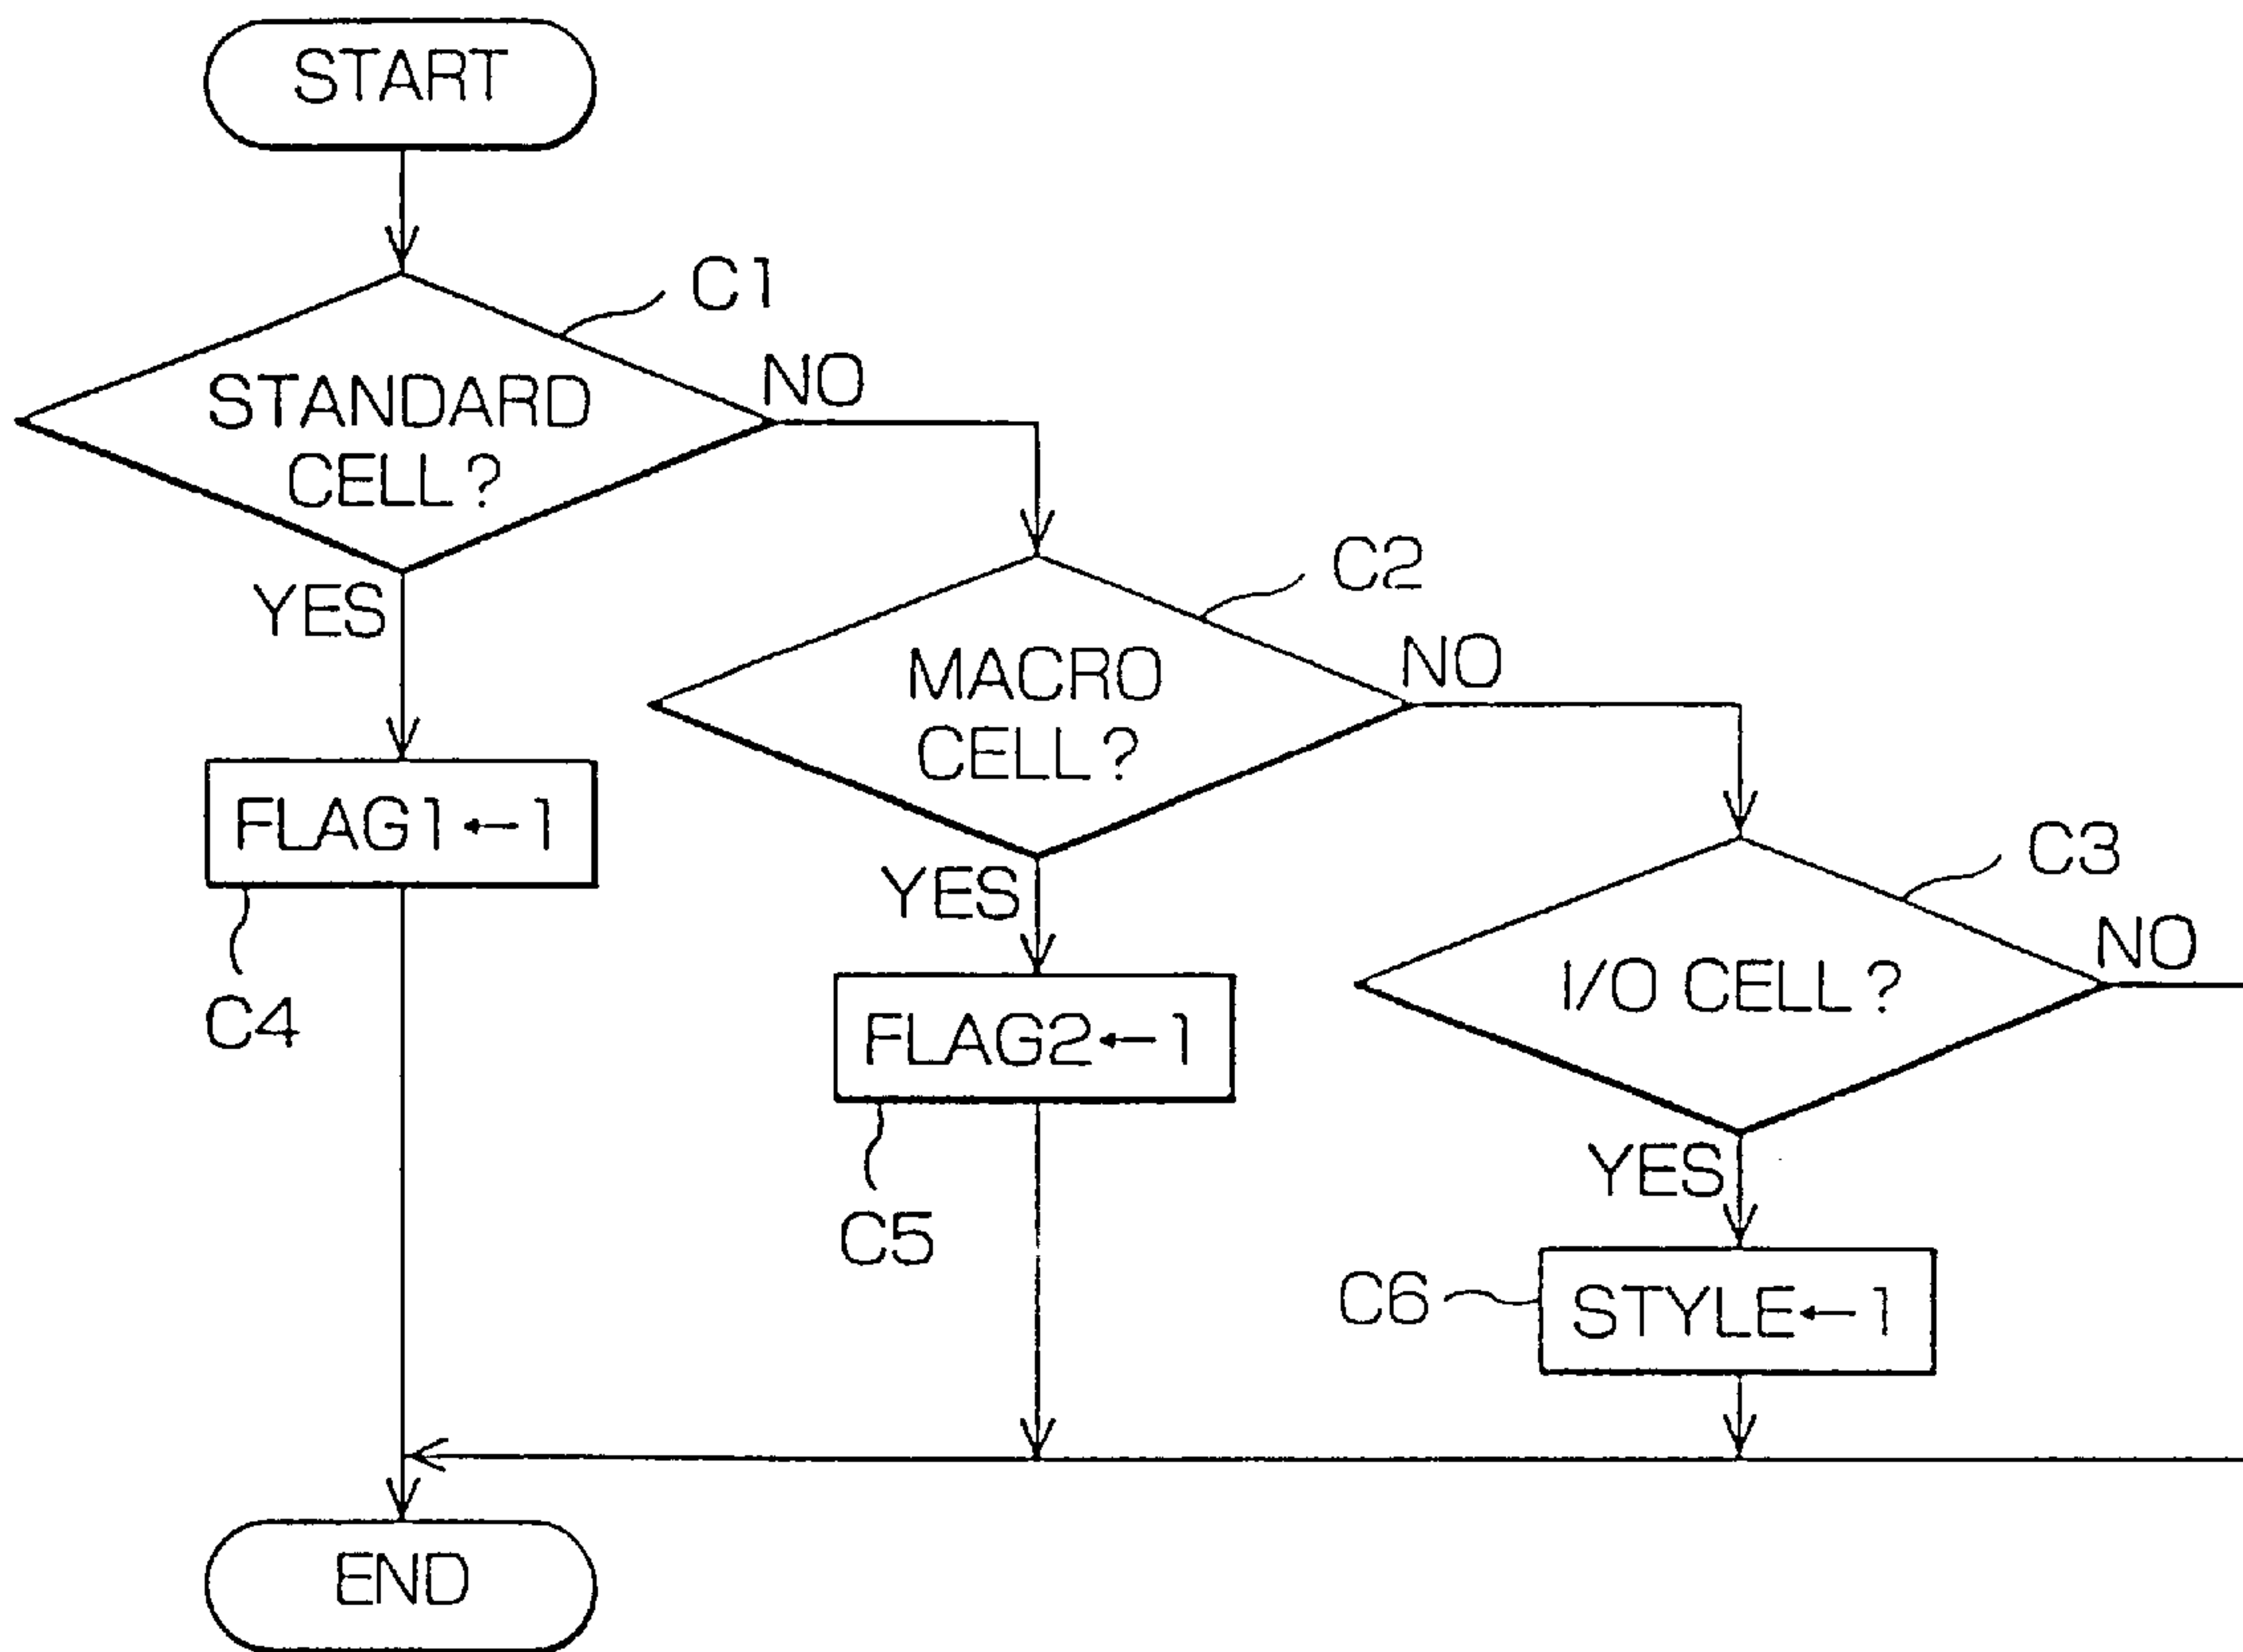 START
C1
STANDARD
CELL?
NO
YES
C2
MACRO
CELL?
NO
FLAG1←1
C4
YES
C3
I/O CELL?
NO
FLAG2←1
C5
YES
C6
STYLE←1
END